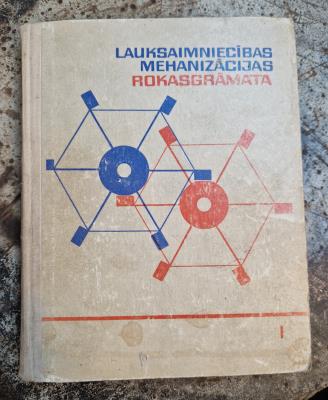 LAUKSAIMNIECĪBAS
MEHANIZĀCIJAS
ROKASGRĀMATA
I